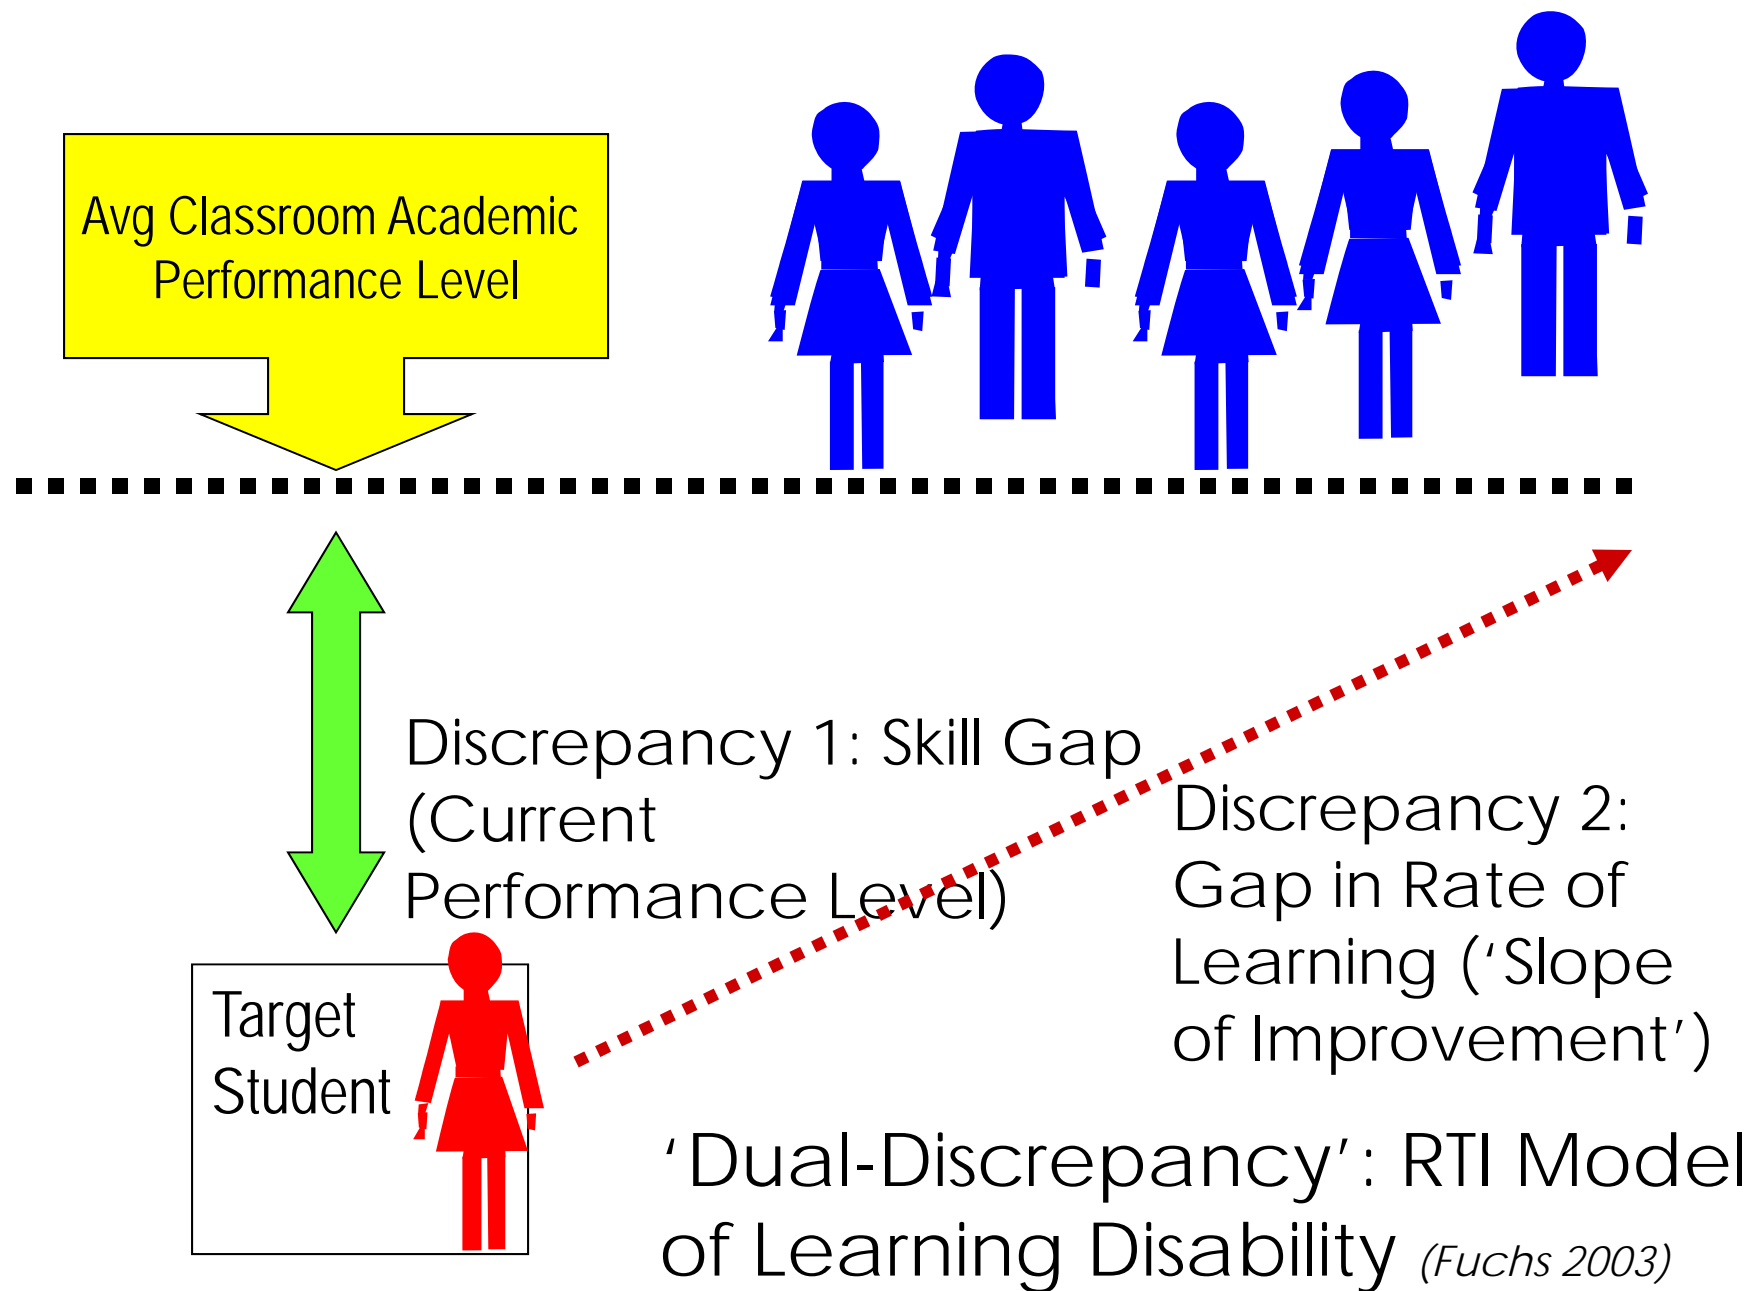 Avg Classroom Academic
Performance Level
Discrepancy 1: Skill Gap
(Current
Performance Level)
Discrepancy 2:
Gap in Rate of
Learning (‘Slope
of Improvement’)
Target
Student
‘Dual-Discrepancy’: RTI Model
of Learning Disability (Fuchs 2003)